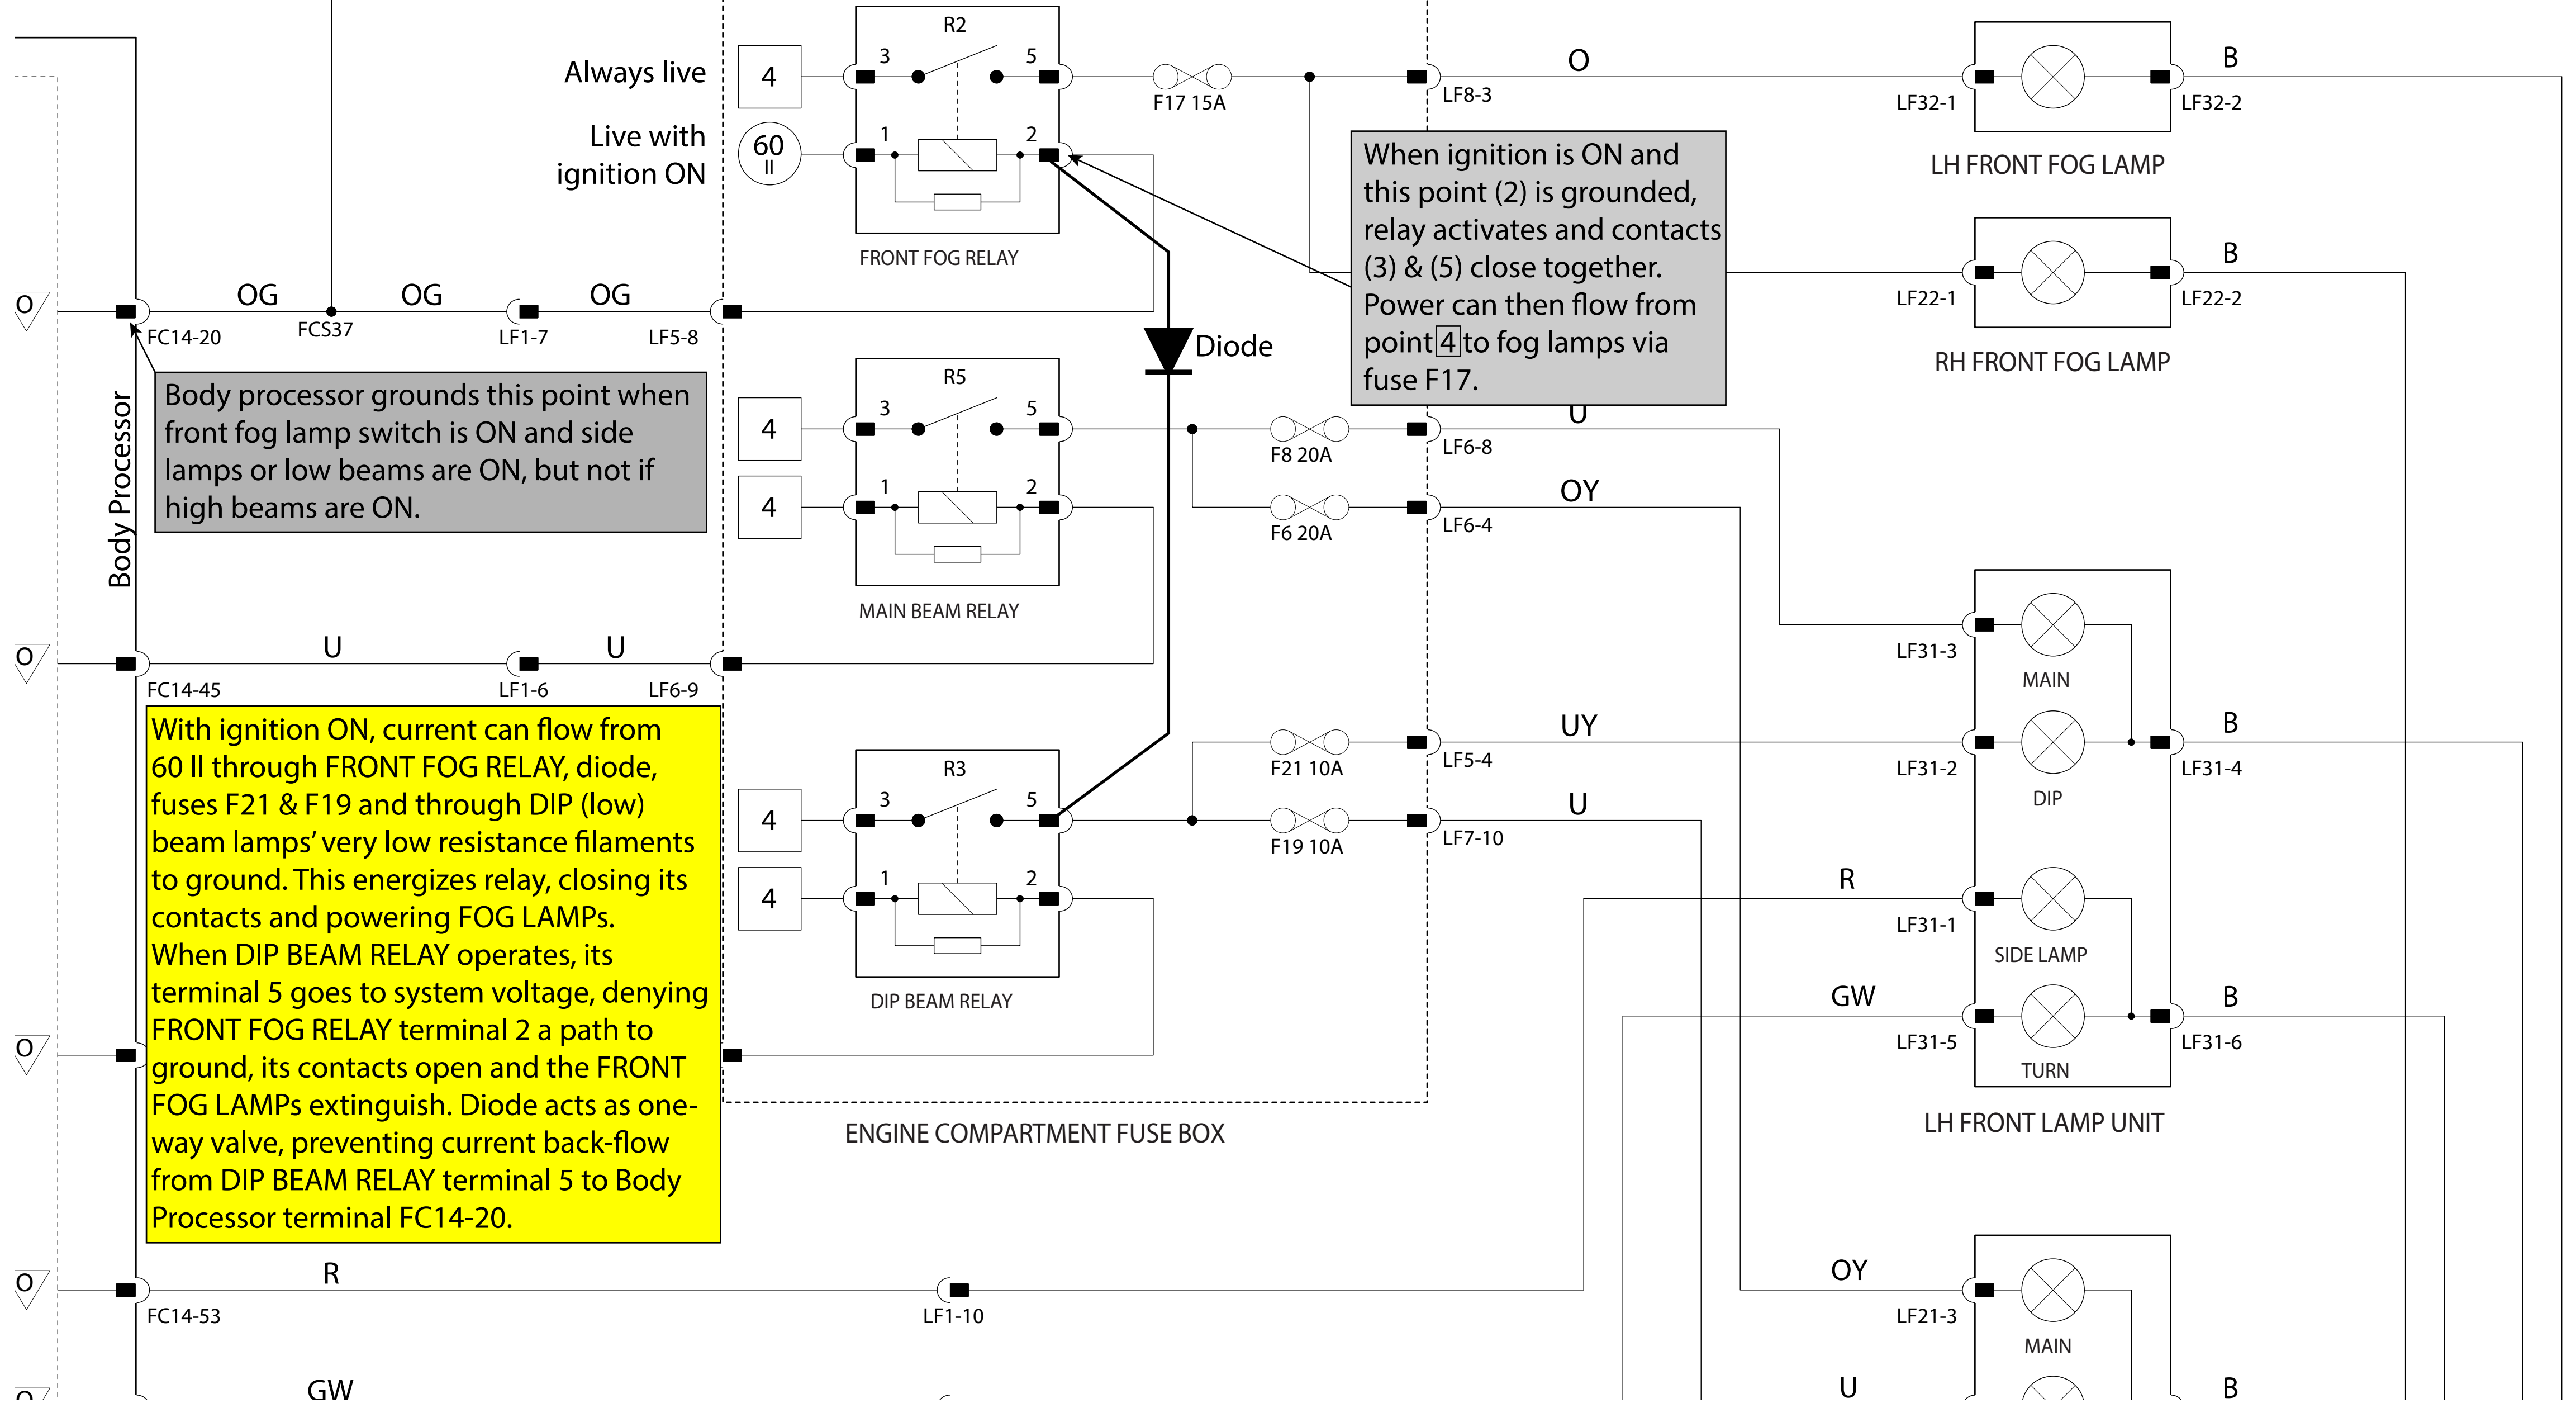 R2
Always live
4
3
5
F17 15A
LF8-3
O
LF32-1
B
LF32-2
LH FRONT FOG LAMP
Live with
ignition ON
60
II
1
2
FRONT FOG RELAY
When ignition is ON and
this point (2) is grounded,
relay activates and contacts
(3) & (5) close together.
Power can then flow from
point 4 to fog lamps via
fuse F17.
LF22-1
B
LF22-2
RH FRONT FOG LAMP
O
FC14-20
OG
FCS37
OG
LF1-7
OG
LF5-8
Diode
Body Processor
Body processor grounds this point when
front fog lamp switch is ON and side
lamps or low beams are ON, but not if
high beams are ON.
R5
4
3
5
F8 20A
LF6-8
U
4
1
2
F6 20A
LF6-4
OY
MAIN BEAM RELAY
O
FC14-45
U
LF1-6
U
LF6-9
LF31-3
MAIN
With ignition ON, current can flow from
60 ll through FRONT FOG RELAY, diode,
fuses F21 & F19 and through DIP (low)
beam lamps’ very low resistance filaments
to ground. This energizes relay, closing its
contacts and powering FOG LAMPs.
When DIP BEAM RELAY operates, its
terminal 5 goes to system voltage, denying
FRONT FOG RELAY terminal 2 a path to
ground, its contacts open and the FRONT
FOG LAMPs extinguish. Diode acts as one-
way valve, preventing current back-flow
from DIP BEAM RELAY terminal 5 to Body
Processor terminal FC14-20.
R3
F21 10A
LF5-4
UY
LF31-2
DIP
B
LF31-4
4
3
5
F19 10A
LF7-10
U
4
1
2
DIP BEAM RELAY
R
LF31-1
SIDE LAMP
GW
LF31-5
TURN
B
LF31-6
LH FRONT LAMP UNIT
O
ENGINE COMPARTMENT FUSE BOX
O
FC14-53
R
LF1-10
OY
LF21-3
MAIN
O
GW
U
B